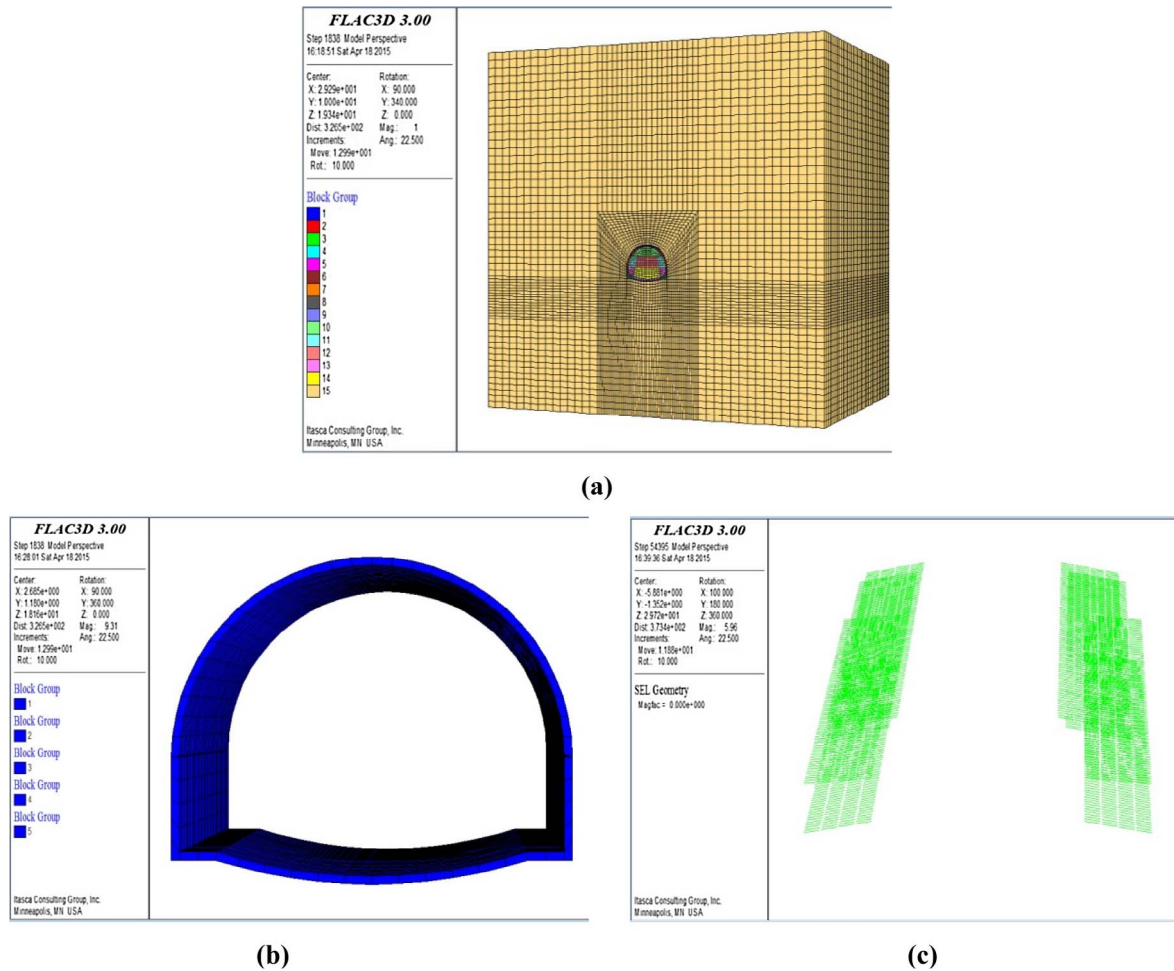 FLAC3D 3.00
Step 1838 Model Perspective
16:18:51 Sat Apr 18 2015
Center: Rotation:
X: 2.929e+001 X: 90.000
Y: 1.000e+001 Y: 340.000
Z: 1.934e+001 Z: 0.000
Dist: 3.265e+002 Mag.: 1
Increments: Ang.: 22.500
Move: 1.299e+001
Rot.: 10.000
Block Group
1
2
3
4
5
6
7
8
9
10
11
12
13
14
15
Itasca Consulting Group, Inc.
Minneapolis, MN USA
(a)
FLAC3D 3.00
Step 1838 Model Perspective
16:28:01 Sat Apr 18 2015
Center: Rotation:
X: 2.685e+000 X: 90.000
Y: 1.180e+000 Y: 360.000
Z: 1.816e+001 Z: 0.000
Dist: 3.265e+002 Mag.: 9.31
Increments: Ang.: 22.500
Move: 1.299e+001
Rot.: 10.000
Block Group
1
Block Group
2
Block Group
3
Block Group
4
Block Group
5
Itasca Consulting Group, Inc.
Minneapolis, MN USA
(b)
FLAC3D 3.00
Step 54395 Model Perspective
16:39:36 Sat Apr 18 2015
Center: Rotation:
X: -5.881e+000 X: 100.000
Y: -1.352e+000 Y: 180.000
Z: 2.972e+001 Z: 360.000
Dist: 3.734e+002 Mag.: 5.96
Increments: Ang.: 22.500
Move: 1.188e+001
Rot.: 10.000
SEL Geometry
Magfac = 0.000e+000
Itasca Consulting Group, Inc.
Minneapolis, MN USA
(c)